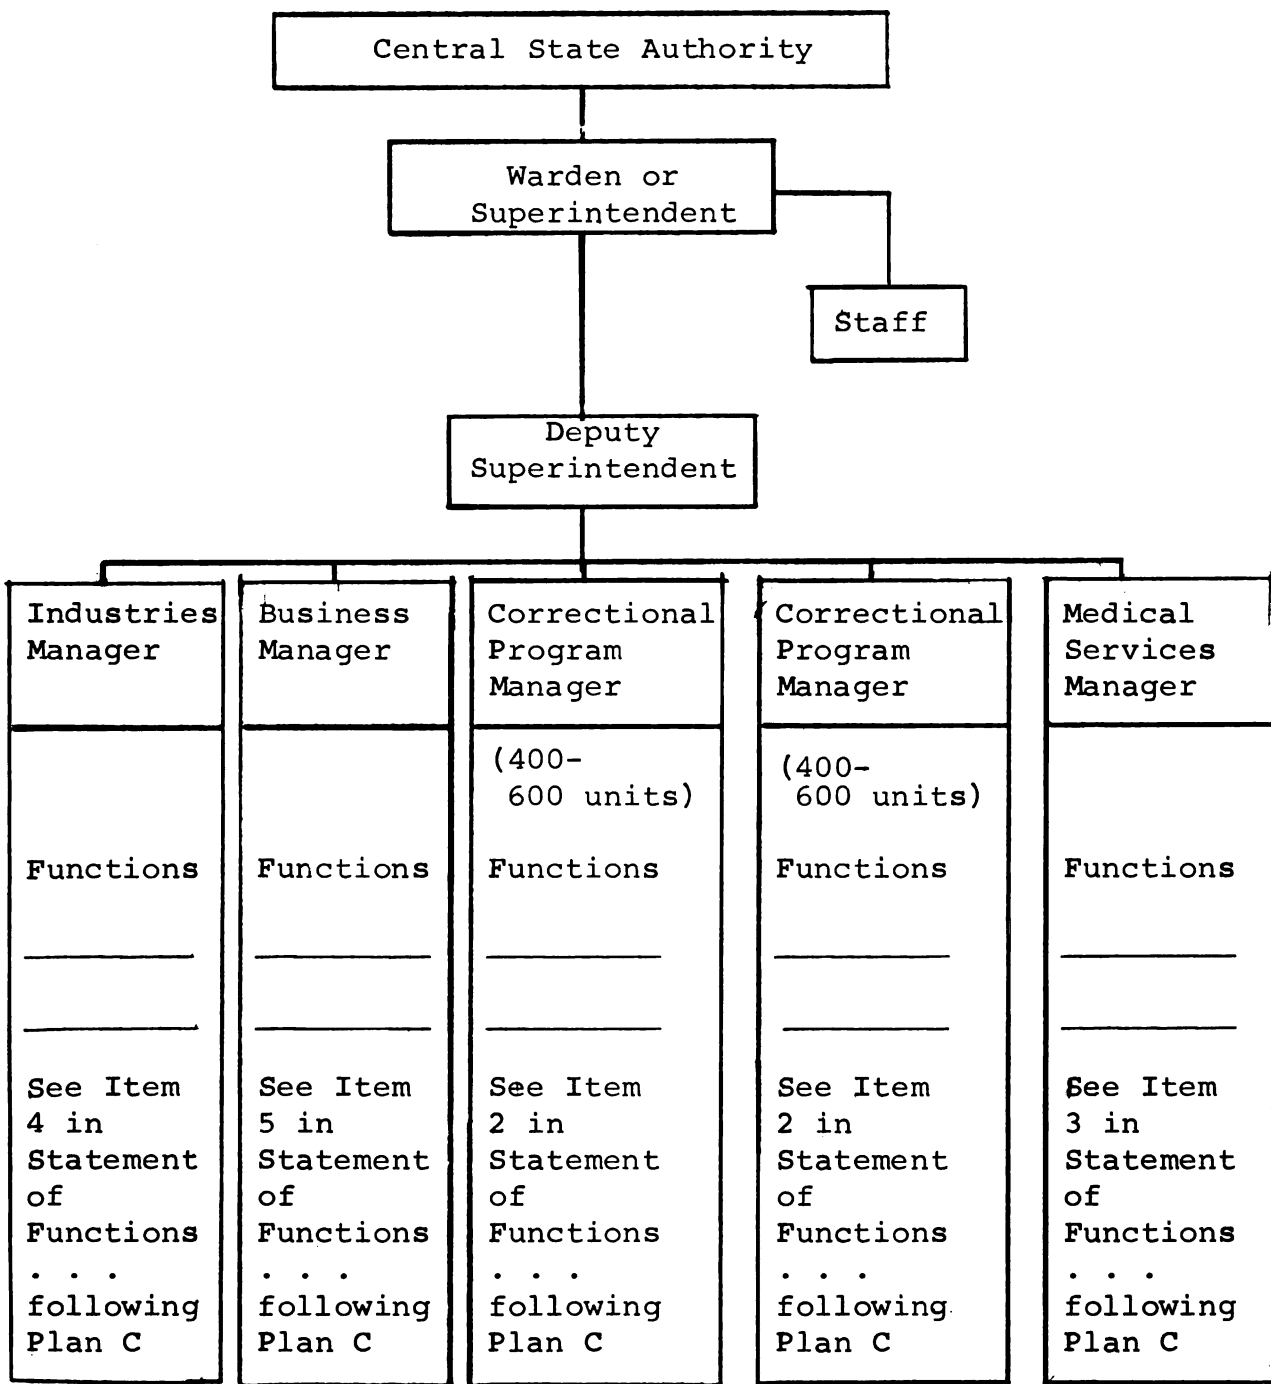 Central State Authority
Warden or
Superintendent
Staff
Deputy
Superintendent
Industries
Manager
Functions
See Item
4 in
Statement
of
Functions
. . .
following
Plan C
Business
Manager
Functions
See Item
5 in
Statement
of
Functions
. . .
following
Plan C
Correctional
Program
Manager
(400-
600 units)
Functions
See Item
2 in
Statement
of
Functions
. . .
following
Plan C
Correctional
Program
Manager
(400-
600 units)
Functions
See Item
2 in
Statement
of
Functions
. . .
following
Plan C
Medical
Services
Manager
Functions
See Item
3 in
Statement
of
Functions
. . .
following
Plan C